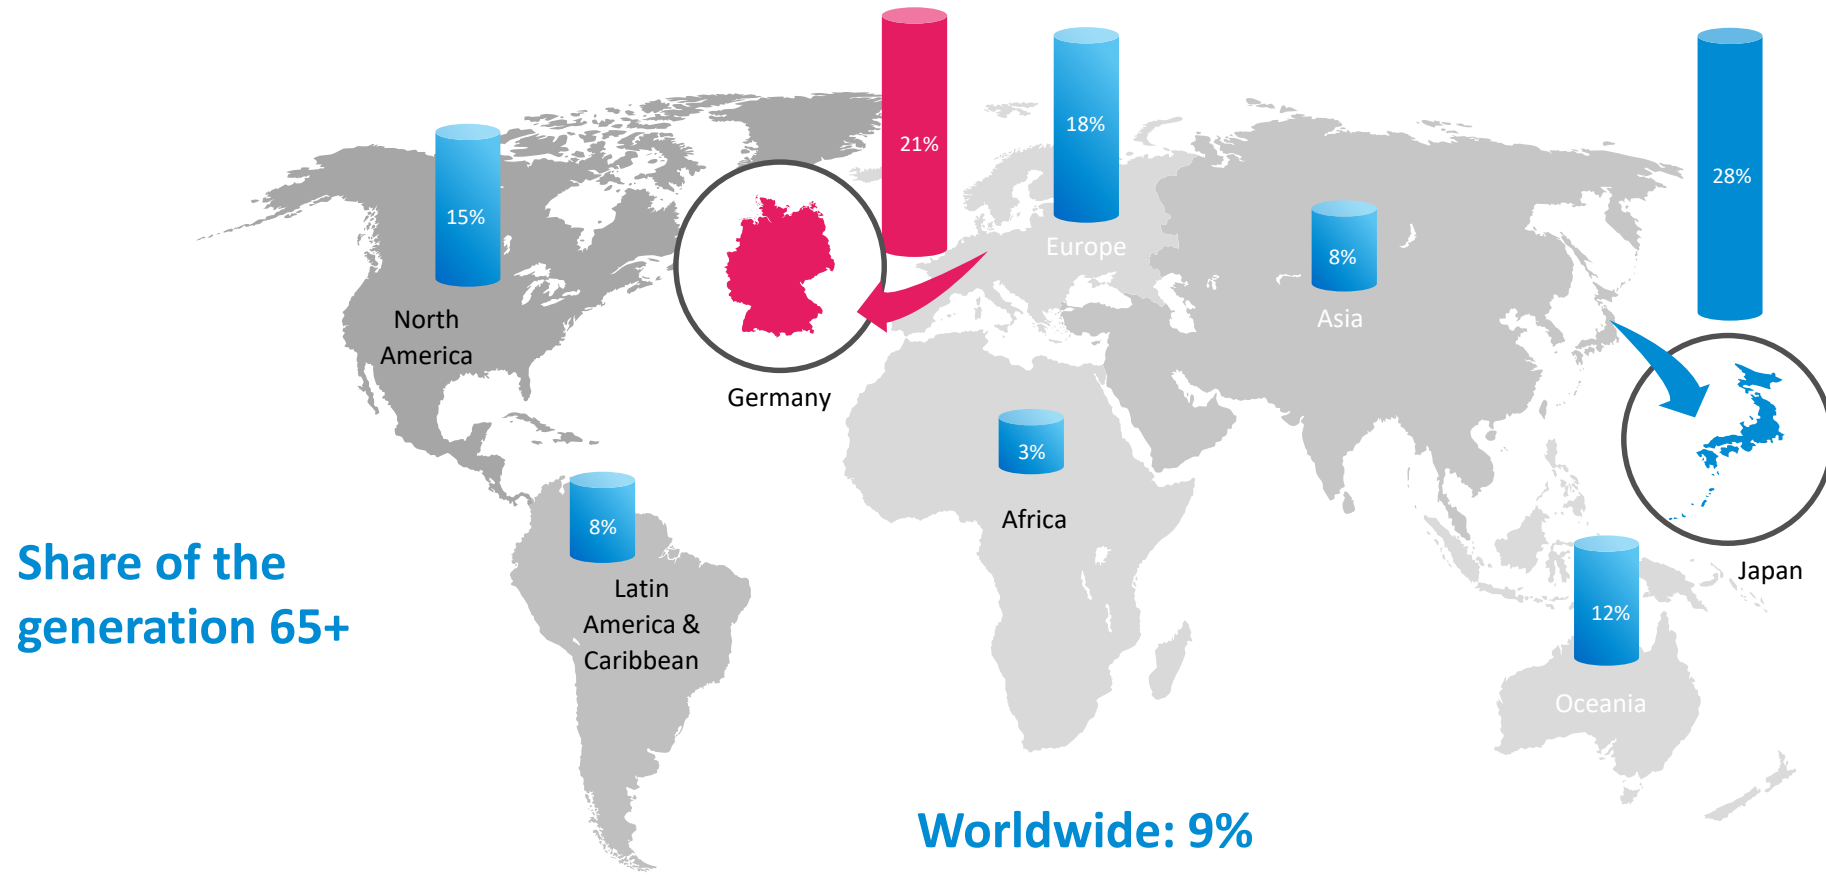 21%
18%
28%
15%
8%
Europe
Asia
North
America
Germany
3%
Africa
8%
Share of the
generation 65+
Latin
America &
Caribbean
Japan
12%
Oceania
Worldwide: 9%